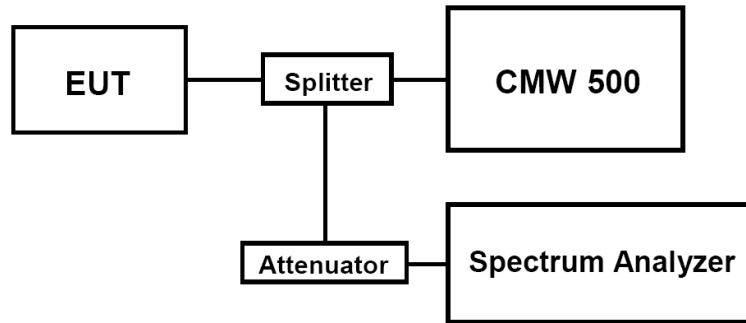 EUT
Splitter
CMW 500
Attenuator
Spectrum Analyzer